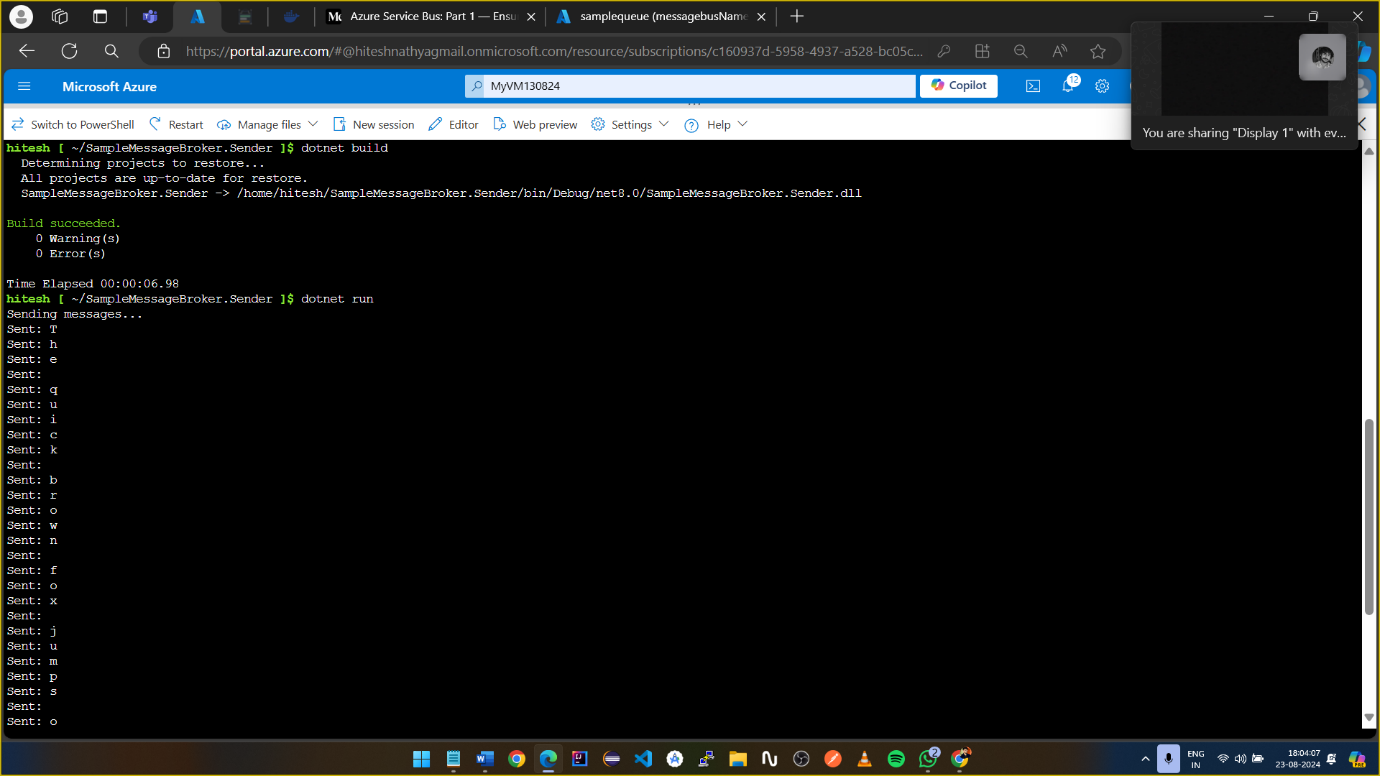 Azure Service Bus: Part 1 — Ensu
samplequeue (messagebusName
https://portal.azure.com/#@hiteshnathyagmail.onmicrosoft.com/resource/subscriptions/c160937d-5958-4937-a528-bc05c...
Microsoft Azure
MyVM130824
Copilot
12
You are sharing "Display 1" with ev...
Switch to PowerShell
Restart
Manage files
New session
Editor
Web preview
Settings
Help
hitesh [ ~/SampleMessageBroker.Sender ]$ dotnet build
Determining projects to restore...
All projects are up-to-date for restore.
SampleMessageBroker.Sender -> /home/hitesh/SampleMessageBroker.Sender/bin/Debug/net8.0/SampleMessageBroker.Sender.dll
Build succeeded.
0 Warning(s)
0 Error(s)
Time Elapsed 00:00:06.98
hitesh [ ~/SampleMessageBroker.Sender ]$ dotnet run
Sending messages...
Sent: T
Sent: h
Sent: e
Sent:
Sent: q
Sent: u
Sent: i
Sent: c
Sent: k
Sent:
Sent: b
Sent: r
Sent: o
Sent: w
Sent: n
Sent:
Sent: f
Sent: o
Sent: x
Sent:
Sent: j
Sent: u
Sent: m
Sent: p
Sent: s
Sent:
Sent: o
2
ENG
IN
18:04:07
23-08-2024